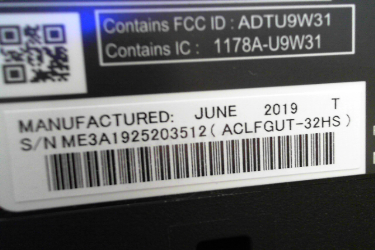 Contains FCC ID : ADTU9W31
Contains IC : 1178A-U9W31
MANUFACTURED: JUNE 2019 T
S/N ME3A1925203512 ( ACLFGUT-32HS )